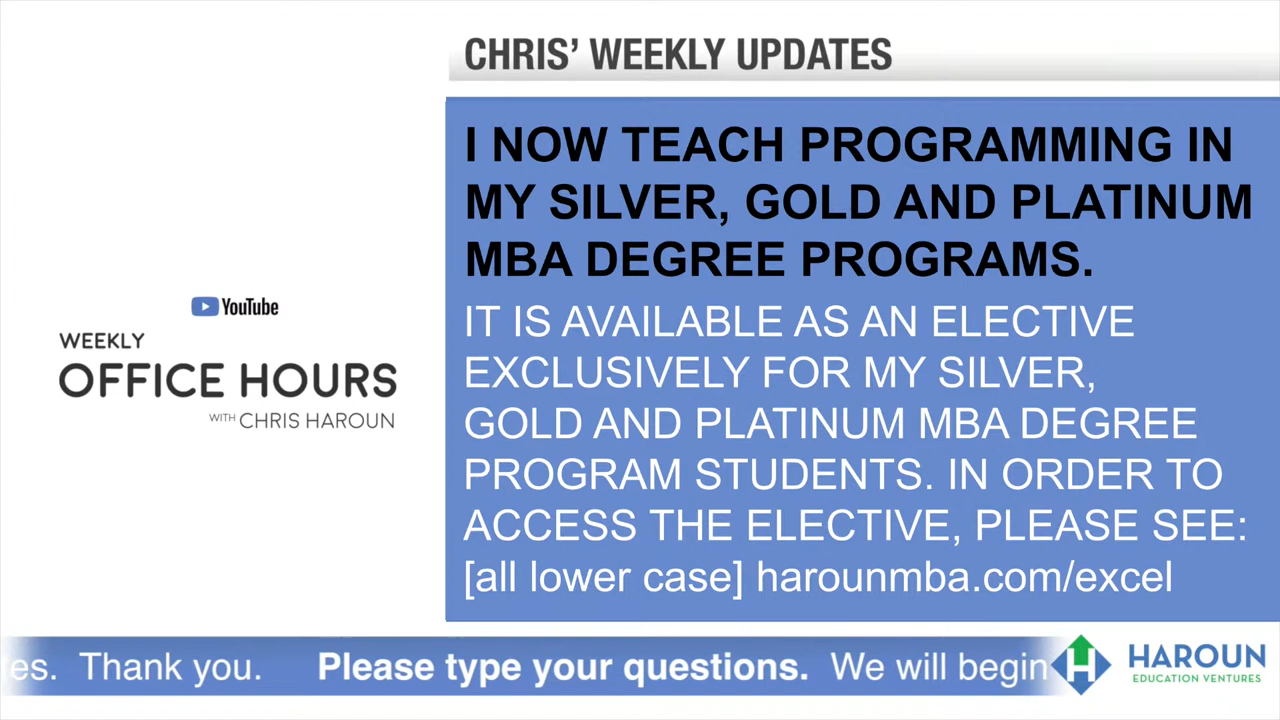 CHRIS' WEEKLY UPDATES
I NOW TEACH PROGRAMMING IN
MY SILVER, GOLD AND PLATINUM
MBA DEGREE PROGRAMS.
IT IS AVAILABLE AS AN ELECTIVE
EXCLUSIVELY FOR MY SILVER,
GOLD AND PLATINUM MBA DEGREE
PROGRAM STUDENTS. IN ORDER TO
ACCESS THE ELECTIVE, PLEASE SEE:
[all lower case] harounmba.com/excel
YouTube
WEEKLY
OFFICE HOURS
WITH CHRIS HAROUN
es. Thank you. Please type your questions. We will begin
H
HAROUN
EDUCATION VENTURES